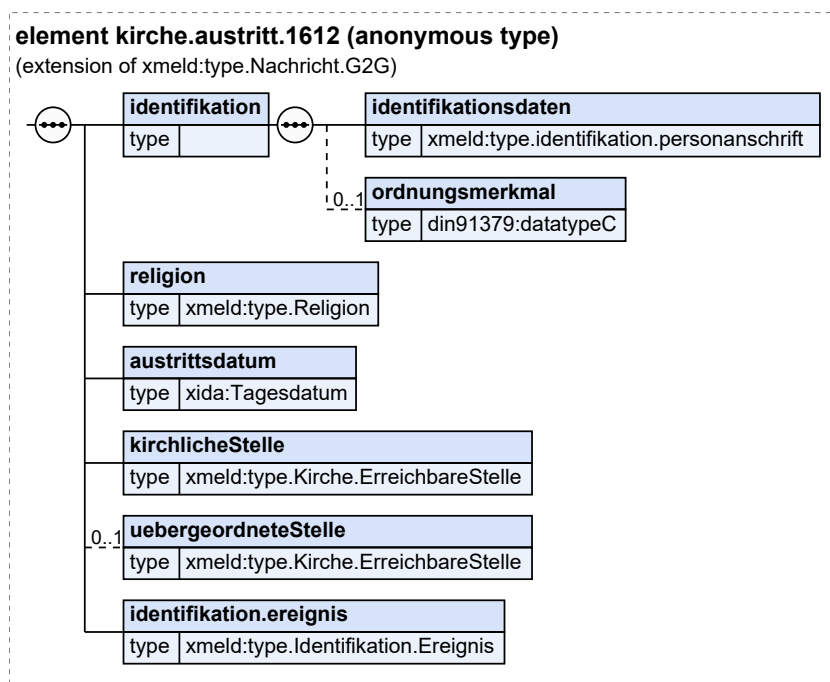 element kirche.austritt.1612 (anonymous type)
(extension of xmeld:type.Nachricht.G2G)
identifikation
type
identifikationsdaten
type xmeld:type.identifikation.personanschrift
0..1
ordnungsmerkmal
type din91379:datatypeC
religion
type xmeld:type.Religion
austrittsdatum
type xida:Tagesdatum
kirchlicheStelle
type xmeld:type.Kirche.ErreichbareStelle
0..1
uebergeordneteStelle
type xmeld:type.Kirche.ErreichbareStelle
identifikation.ereignis
type xmeld:type.Identifikation.Ereignis